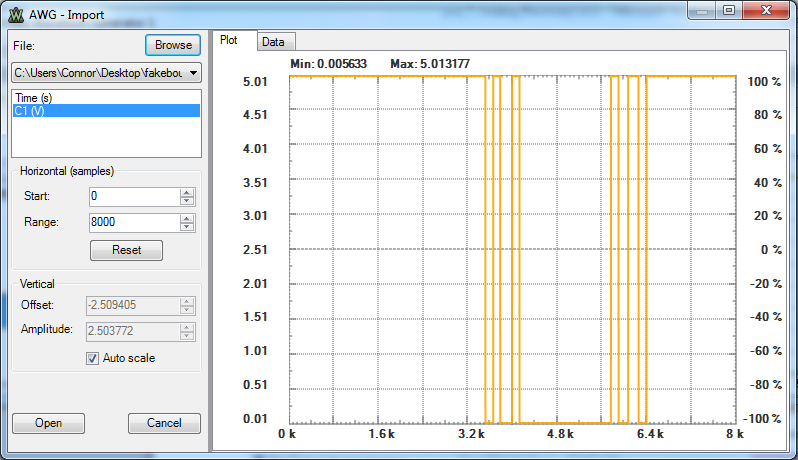 AWG - Import
File:
Browse
C:\Users\Connor\Desktop\fakebou
Time (s)
C1 (V)
Horizontal (samples)
Start:
0
Range:
8000
Reset
Vertical
Offset:
-2.509405
Amplitude:
2.503772
Auto scale
Open
Cancel
Plot
Data
Min: 0.005633 Max: 5.013177
5.01
100 %
4.51
80 %
4.01
60 %
3.51
40 %
3.01
20 %
2.51
0 %
2.01
-20 %
1.51
-40 %
1.01
-60 %
0.51
-80 %
0.01
-100 %
0 k
1.6 k
3.2 k
4.8 k
6.4 k
8 k